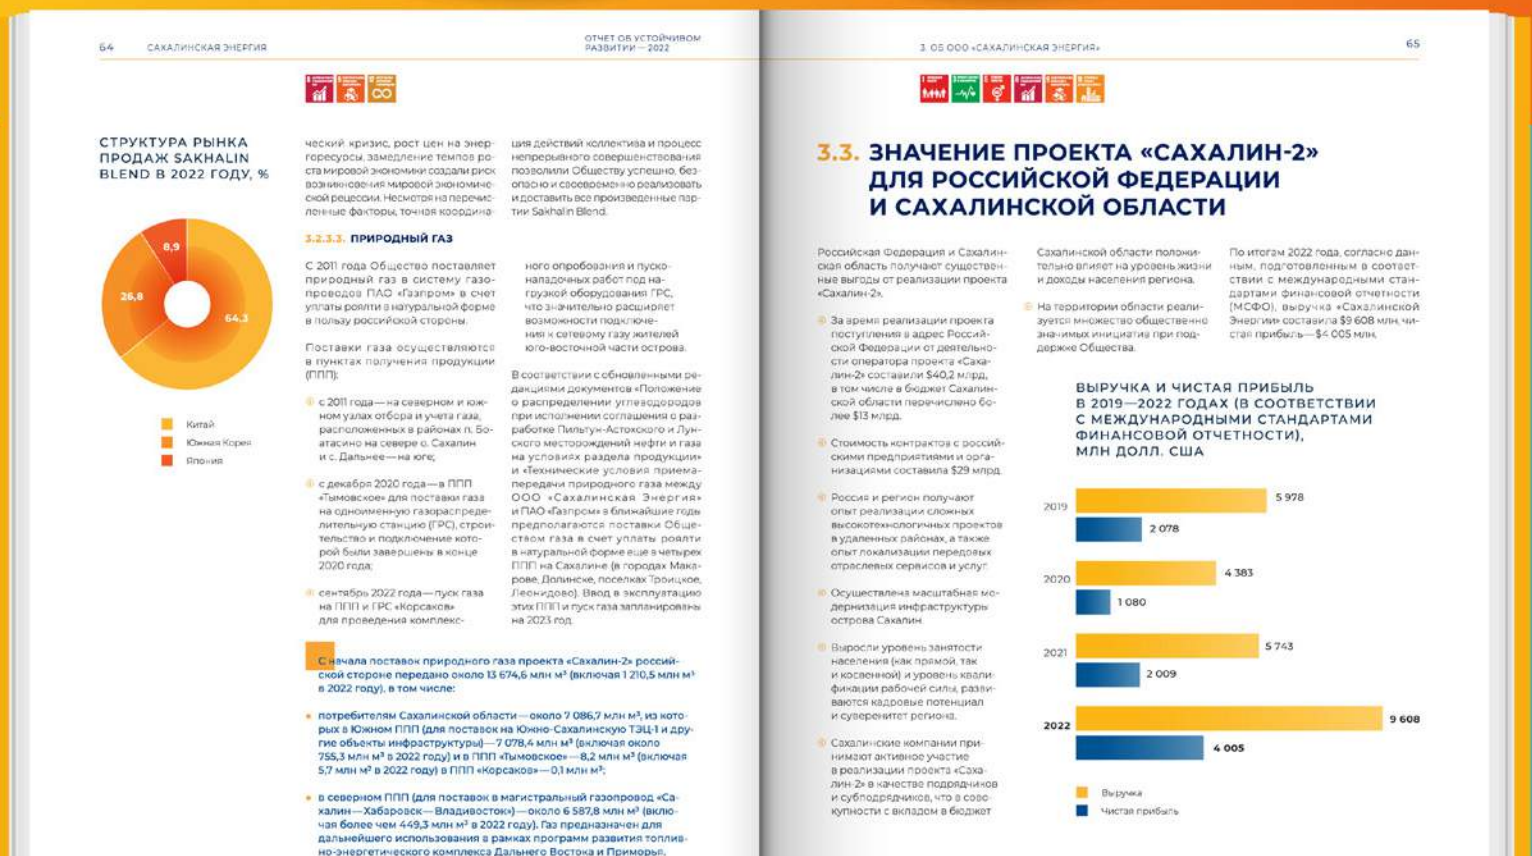 64
САХАЛИНСКАЯ ЭНЕРГИЯ
ОТЧЕТ ОБ УСТОЙЧИВОМ
РАЗВИТИИ — 2022
СТРУКТУРА РЫНКА
ПРОДАЖ SAKHALIN
BLEND В 2022 ГОДУ, %
8,9
26,8
64,3
Китай
Южная Корея
Япония
ческий кризис, рост цен на энер-
горесурсы, замедление темпов ро-
ста мировой экономики создали риск
возникновения мировой экономиче-
ской рецессии. Несмотря на перечис-
ленные факторы, точная координа-
ция действий коллектива и процесс
непрерывного совершенствования
позволили Обществу успешно, без-
опасно и своевременно реализовать
и доставить все произведенные пар-
тии Sakhalin Blend.
3.2.3.3. ПРИРОДНЫЙ ГАЗ
С 2011 года Общество поставляет
природный газ в систему газо-
проводов ПАО «Газпром» в счет
уплаты роялти в натуральной форме
в пользу российской стороны.
Поставки газа осуществляются
в пунктах получения продукции
(ППП):
с 2011 года — на северном и юж-
ном узлах отбора и учета газа,
расположенных в районах п. Бо-
атасино на севере о. Сахалин
и с. Дальнее — на юге;
с декабря 2020 года — в ППП
«Тымовское» для поставки газа
на одноименную газораспреде-
лительную станцию (ГРС), строи-
тельство и подключение кото-
рой были завершены в конце
2020 года;
сентябрь 2022 года — пуск газа
на ППП и ГРС «Корсаков»
для проведения комплекс-
ного опробования и пуско-
наладочных работ под на-
грузкой оборудования ГРС,
что значительно расширяет
возможности подключе-
ния к сетевому газу жителей
юго-восточной части острова.
В соответствии с обновленными ре-
дакциями документов «Положение
о распределении углеводородов
при исполнении соглашения о раз-
работке Пильтун-Астохского и Лун-
ского месторождений нефти и газа
на условиях раздела продукции»
и «Технические условия приема-
передачи природного газа между
ООО «Сахалинская Энергия»
и ПАО «Газпром» в ближайшие годы
предполагаются поставки Обще-
ством газа в счет уплаты роялти
в натуральной форме еще в четырех
ППП на Сахалине (в городах Мака-
рове, Долинске, поселках Троицкое,
Леонидово). Ввод в эксплуатацию
этих ППП и пуск газа запланированы
на 2023 год.
С начала поставок природного газа проекта «Сахалин-2» россий-
ской стороне передано около 13 674,6 млн м³ (включая 1 210,5 млн м³
в 2022 году), в том числе:
потребителям Сахалинской области — около 7 086,7 млн м³, из кото-
рых в Южном ППП (для поставок на Южно-Сахалинскую ТЭЦ-1 и дру-
гие объекты инфраструктуры) — 7 078,4 млн м³ (включая около
755,3 млн м³ в 2022 году) и в ППП «Тымовское» — 8,2 млн м³ (включая
5,7 млн м³ в 2022 году) в ППП «Корсаков» — 0,1 млн м³;
в северном ППП (для поставок в магистральный газопровод «Са-
халин — Хабаровск — Владивосток») — около 6 587,8 млн м³ (вклю-
чая более чем 449,3 млн м³ в 2022 году). Газ предназначен для
дальнейшего использования в рамках программ развития топлив-
но-энергетического комплекса Дальнего Востока и Приморья.
3. ОБ ООО «САХАЛИНСКАЯ ЭНЕРГИЯ»
65
3.3. ЗНАЧЕНИЕ ПРОЕКТА «САХАЛИН-2»
ДЛЯ РОССИЙСКОЙ ФЕДЕРАЦИИ
И САХАЛИНСКОЙ ОБЛАСТИ
Российская Федерация и Сахалин-
ская область получают существен-
ные выгоды от реализации проекта
«Сахалин-2».
За время реализации проекта
поступления в адрес Россий-
ской Федерации от деятельно-
сти оператора проекта «Саха-
лин-2» составили $40,2 млрд,
в том числе в бюджет Сахалин-
ской области перечислено бо-
лее $13 млрд.
Стоимость контрактов с россий-
скими предприятиями и орга-
низациями составила $29 млрд.
Россия и регион получают
опыт реализации сложных
высокотехнологичных проектов
в удаленных районах, а также
опыт локализации передовых
отраслевых сервисов и услуг.
Осуществлена масштабная мо-
дернизация инфраструктуры
острова Сахалин.
Выросли уровень занятости
населения (как прямой, так
и косвенной) и уровень квали-
фикации рабочей силы, разви-
ваются кадровые потенциал
и суверенитет региона.
Сахалинские компании при-
нимают активное участие
в реализации проекта «Саха-
лин-2» в качестве подрядчиков
и субподрядчиков, что в сово-
купности с вкладом в бюджет
Сахалинской области положи-
тельно влияет на уровень жизни
и доходы населения региона.
На территории области реали-
зуется множество общественно
значимых инициатив при под-
держке Общества.
По итогам 2022 года, согласно дан-
ным, подготовленным в соответ-
ствии с международными стан-
дартами финансовой отчетности
(МСФО), выручка «Сахалинской
Энергии» составила $9 608 млн, чи-
стая прибыль — $4 005 млн.
ВЫРУЧКА И ЧИСТАЯ ПРИБЫЛЬ
В 2019—2022 ГОДАХ (В СООТВЕТСТВИИ
С МЕЖДУНАРОДНЫМИ СТАНДАРТАМИ
ФИНАНСОВОЙ ОТЧЕТНОСТИ),
МЛН ДОЛЛ. США
2019
5 978
2 078
2020
4 383
1 080
2021
5 743
2 009
2022
9 608
4 005
Выручка
Чистая прибыль